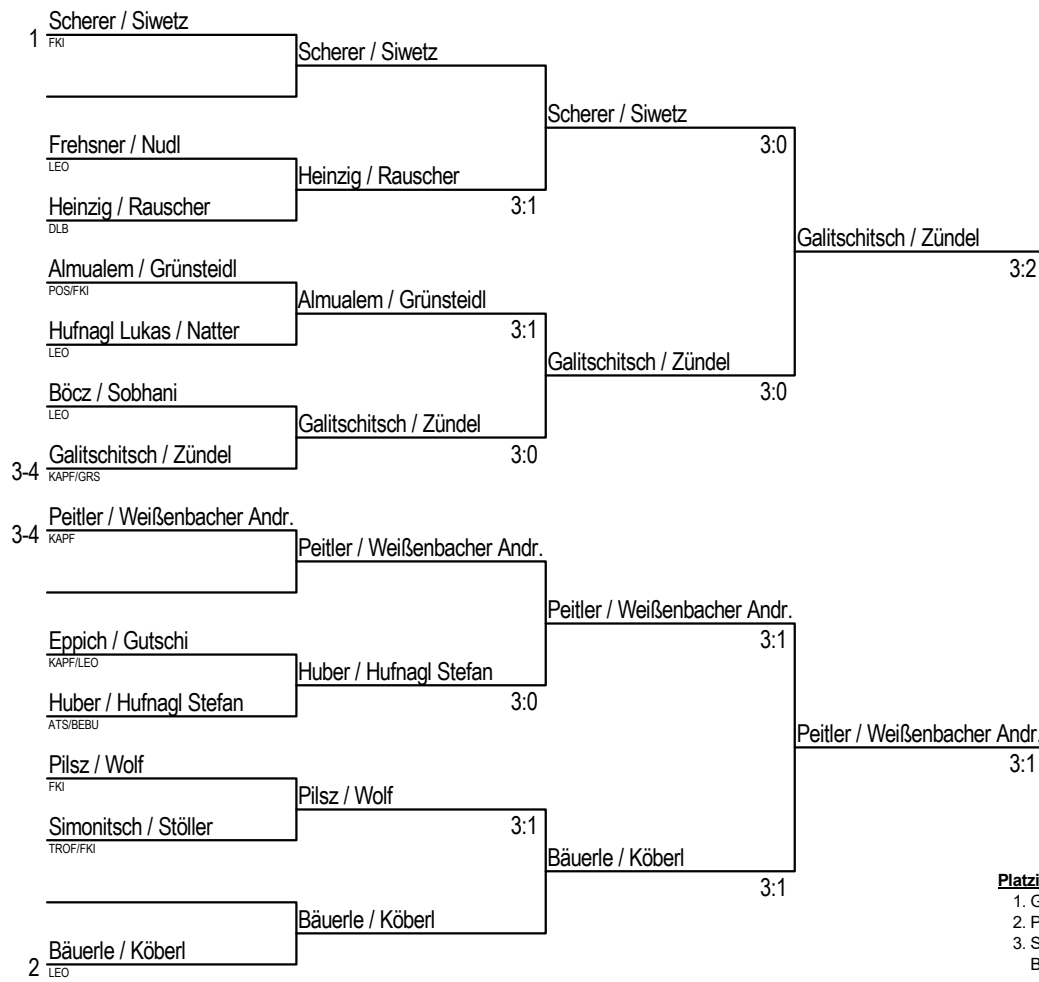 Scherer / Siwetz
1
FKI
Scherer / Siwetz
Scherer / Siwetz
3:0
Frehsner / Nudl
LEO
Heinzig / Rauscher
3:1
Heinzig / Rauscher
DLB
Galitschitsch / Zündel
3:2
Almualem / Grünsteidl
POS/FKI
Almualem / Grünsteidl
3:1
Hufnagl Lukas / Natter
LEO
Galitschitsch / Zündel
3:0
Böcz / Sobhani
LEO
Galitschitsch / Zündel
3:0
Galitschitsch / Zündel
3-4
KAPF/GRS
Peitler / Weißenbacher Andr.
3-4
KAPF
Peitler / Weißenbacher Andr.
Peitler / Weißenbacher Andr.
3:1
Eppich / Gutschi
KAPF/LEO
Huber / Hufnagl Stefan
3:0
Huber / Hufnagl Stefan
ATS/BEBU
Peitler / Weißenbacher Andr.
3:1
Pilsz / Wolf
FKI
Pilsz / Wolf
3:1
Simonitsch / Stöller
TROF/FKI
Bäuerle / Köberl
3:1
Bäuerle / Köberl
Bäuerle / Köberl
2
LEO
Platzi
1. G
2. P
3. S
B